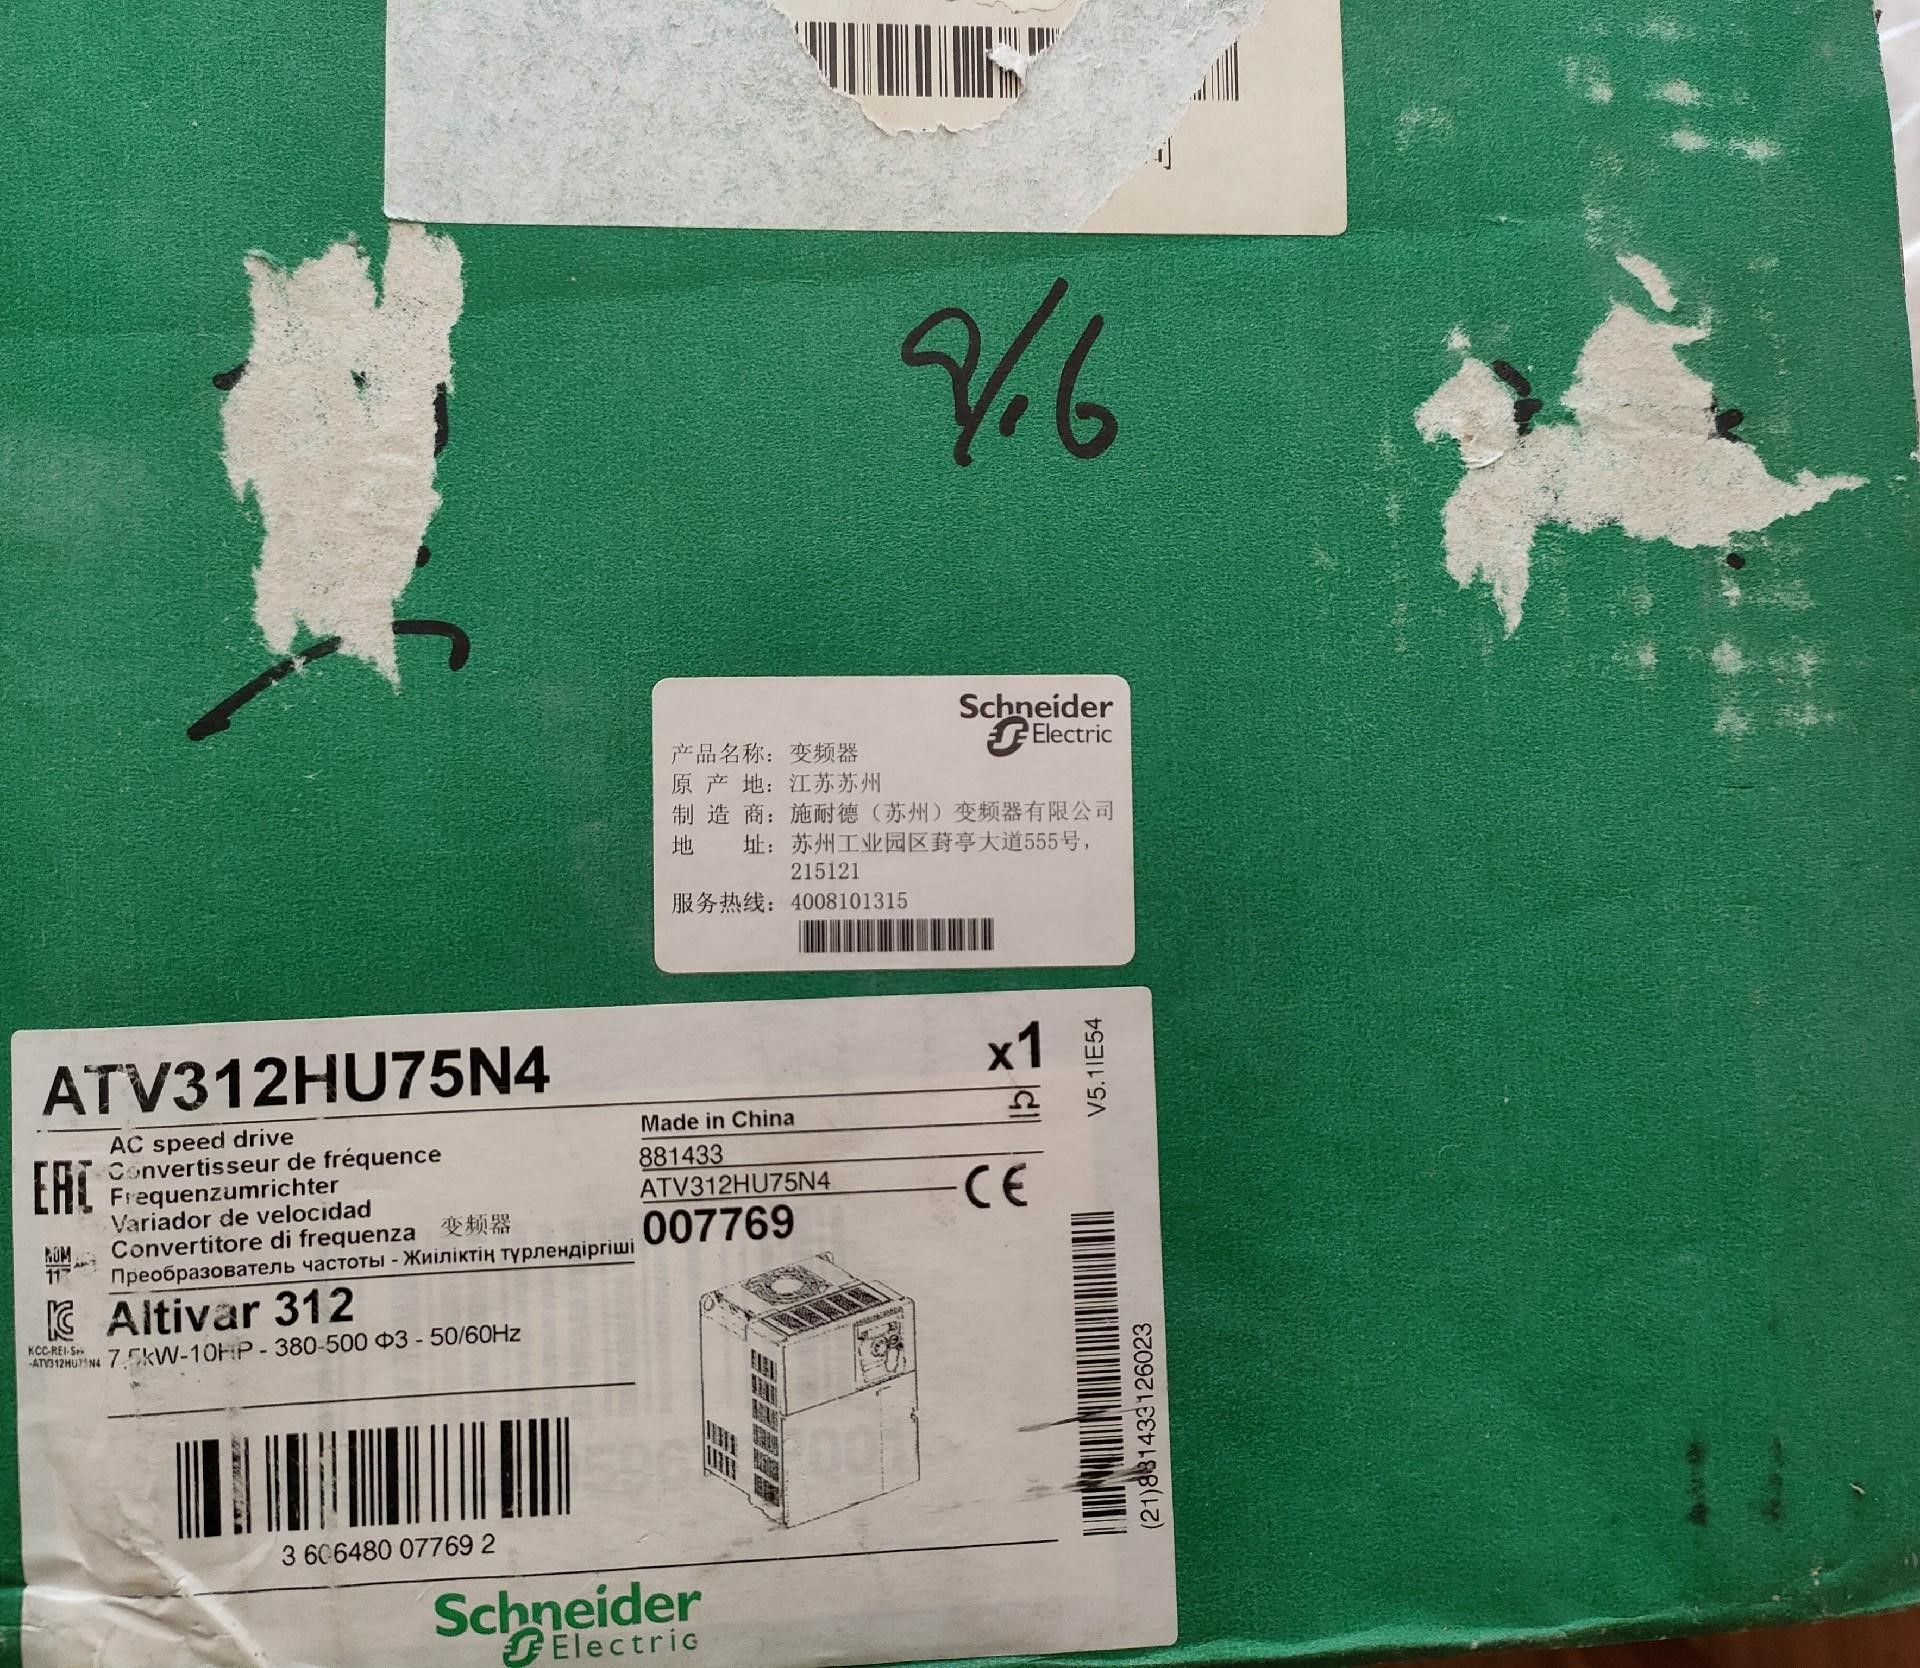 Schneider
Electric
产品名称：变频器
原产地：江苏苏州
制造商：施耐德（苏州）变频器有限公司
地址：苏州工业园区葑亭大道555号，
215121
服务热线：4008101315
ATV312HU75N4
x1
V5.1IE54
AC speed drive
Convertisseur de fréquence
Frequenzumrichter
Variador de velocidad
Convertitore di frequenza 变频器
Преобразователь частоты - Жиіліктің түрлендіргіші
Made in China
881433
ATV312HU75N4
007769
CE
EAC
Altivar 312
7.5kW-10HP - 380-500 Φ3 - 50/60Hz
3 606480 07769 2
(21)881433126023
Schneider
Electric